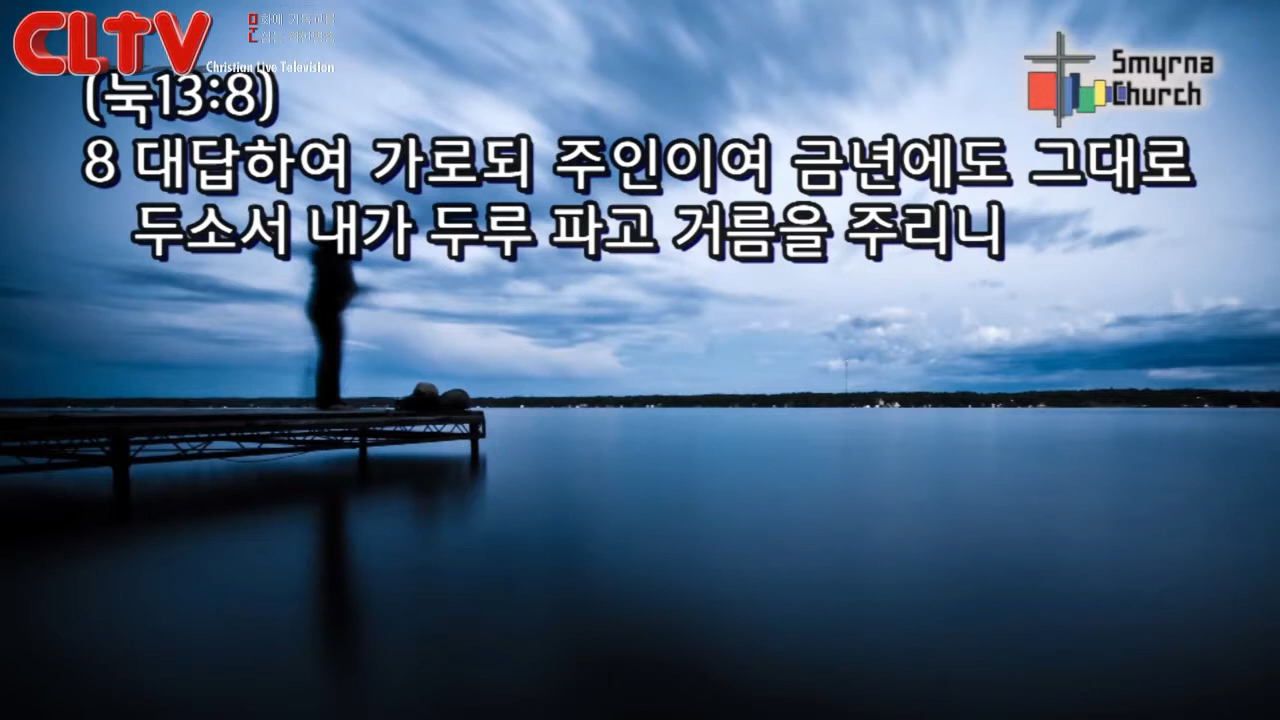 CLTV
Christian Live Television
Smyrna
Church
(눅13:8)
8 대답하여 가로되 주인이여 금년에도 그대로
두소서 내가 두루 파고 거름을 주리니